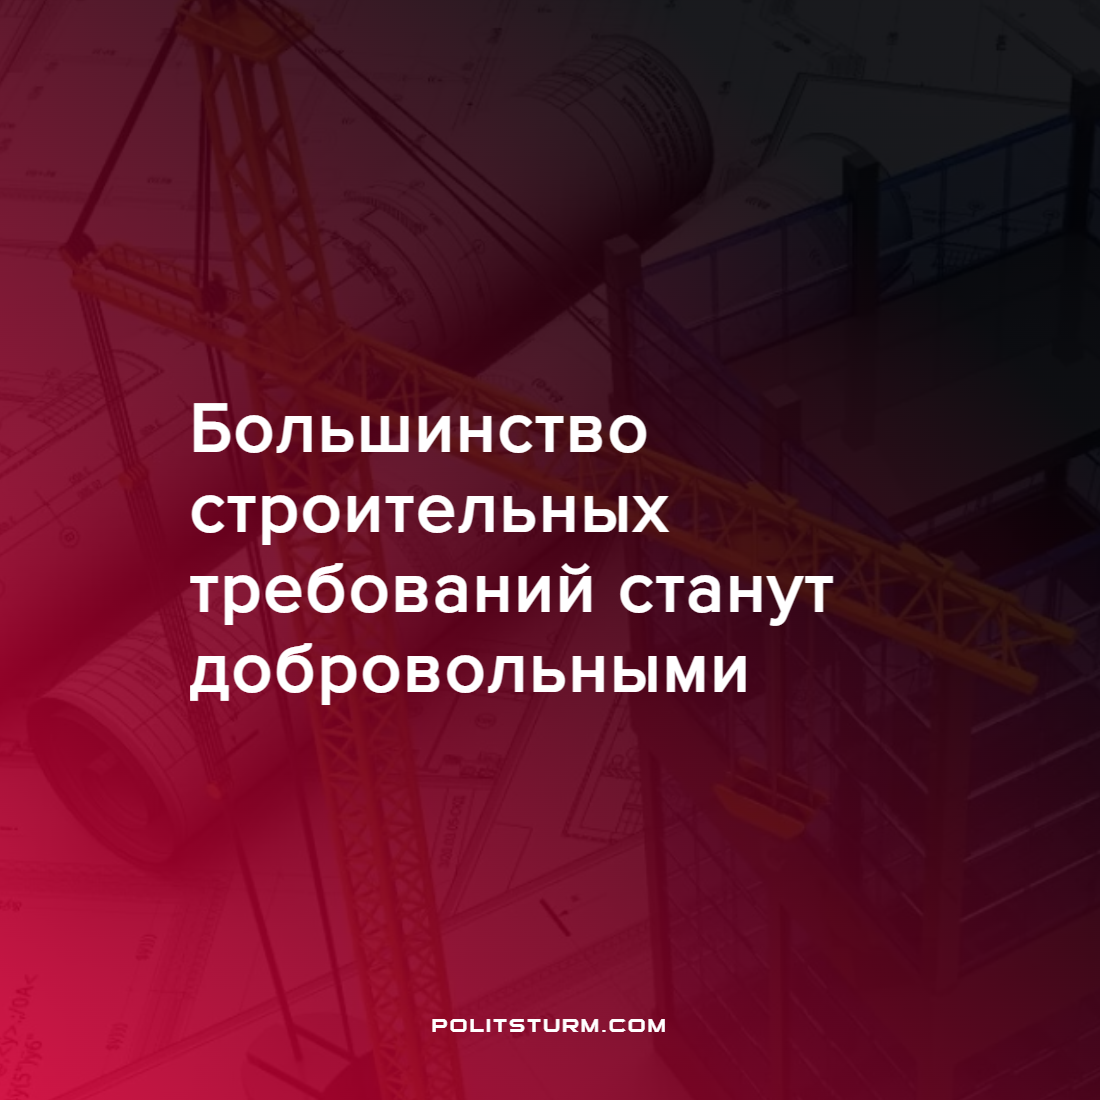 Большинство
строительных
требований станут
добровольными
POLITSTURM.COM